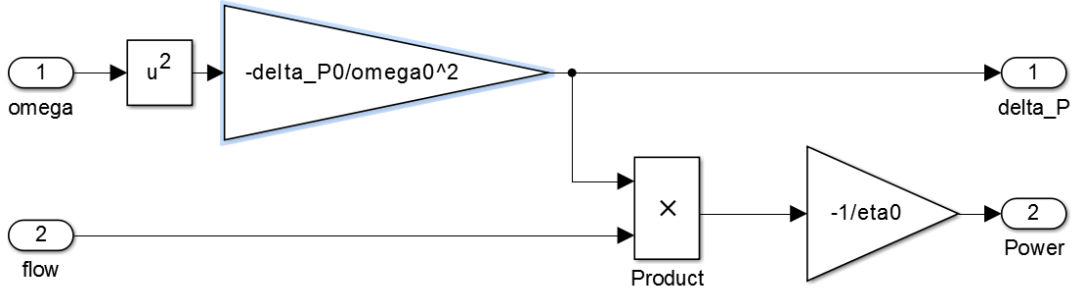 1
omega
u2
-delta_P0/omega0^2
1
delta_P
2
flow
×
Product
-1/eta0
2
Power